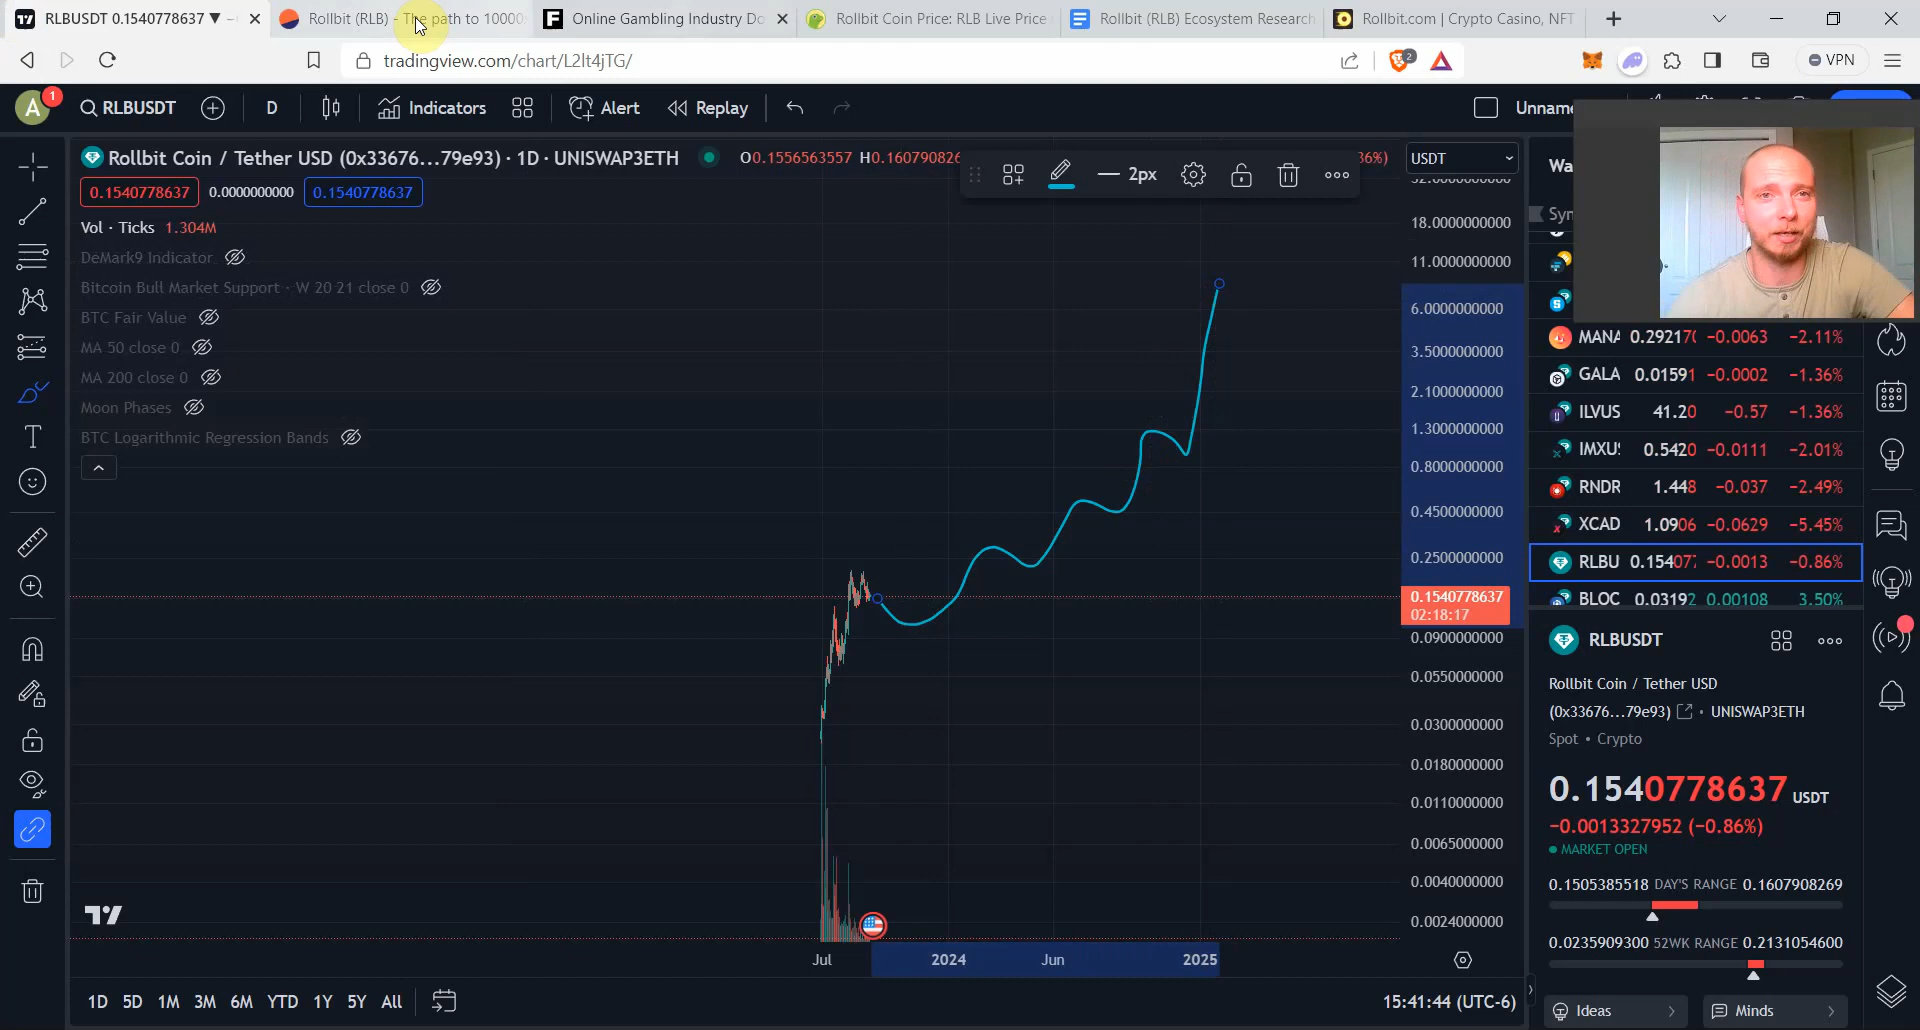 RLBUSDT 0.1540778637 ▼ −
Rollbit (RLB) - The path to 10000
Online Gambling Industry Do
Rollbit Coin Price: RLB Live Price
Rollbit (RLB) Ecosystem Research
Rollbit.com | Crypto Casino, NFT
tradingview.com/chart/L2lt4jTG/
2
VPN
A
1
RLBUSDT
D
Indicators
Alert
Replay
Unname
Rollbit Coin / Tether USD (0x33676...79e93) · 1D · UNISWAP3ETH
O0.1556563557 H0.160790826
36%)
USDT
Wa
2px
0.1540778637
0.0000000000
0.1540778637
Sym
Vol · Ticks 1.304M
DeMark9 Indicator
Bitcoin Bull Market Support · W 20 21 close 0
BTC Fair Value
MA 50 close 0
MA 200 close 0
Moon Phases
BTC Logarithmic Regression Bands
32.0000000000
18.0000000000
11.0000000000
6.0000000000
3.5000000000
2.1000000000
1.3000000000
0.8000000000
0.4500000000
0.2500000000
0.1540778637
02:18:17
0.0900000000
0.0550000000
0.0300000000
0.0180000000
0.0110000000
0.0065000000
0.0040000000
0.0024000000
MANA 0.292170 −0.0063 −2.11%
GALA 0.01591 −0.0002 −1.36%
ILVUS 41.20 −0.57 −1.36%
IMXUS 0.5420 −0.0111 −2.01%
RNDR 1.448 −0.037 −2.49%
XCAD 1.0906 −0.0629 −5.45%
RLBU 0.154077 −0.0013 −0.86%
BLOC 0.03192 0.00108 3.50%
RLBUSDT
Rollbit Coin / Tether USD
(0x33676...79e93) • UNISWAP3ETH
Spot • Crypto
0.1540778637 USDT
−0.0013327952 (−0.86%)
MARKET OPEN
0.1505385518 DAY'S RANGE 0.1607908269
0.0235909300 52WK RANGE 0.2131054600
Jul
2024
Jun
2025
1D 5D 1M 3M 6M YTD 1Y 5Y All
15:41:44 (UTC-6)
Ideas
Minds